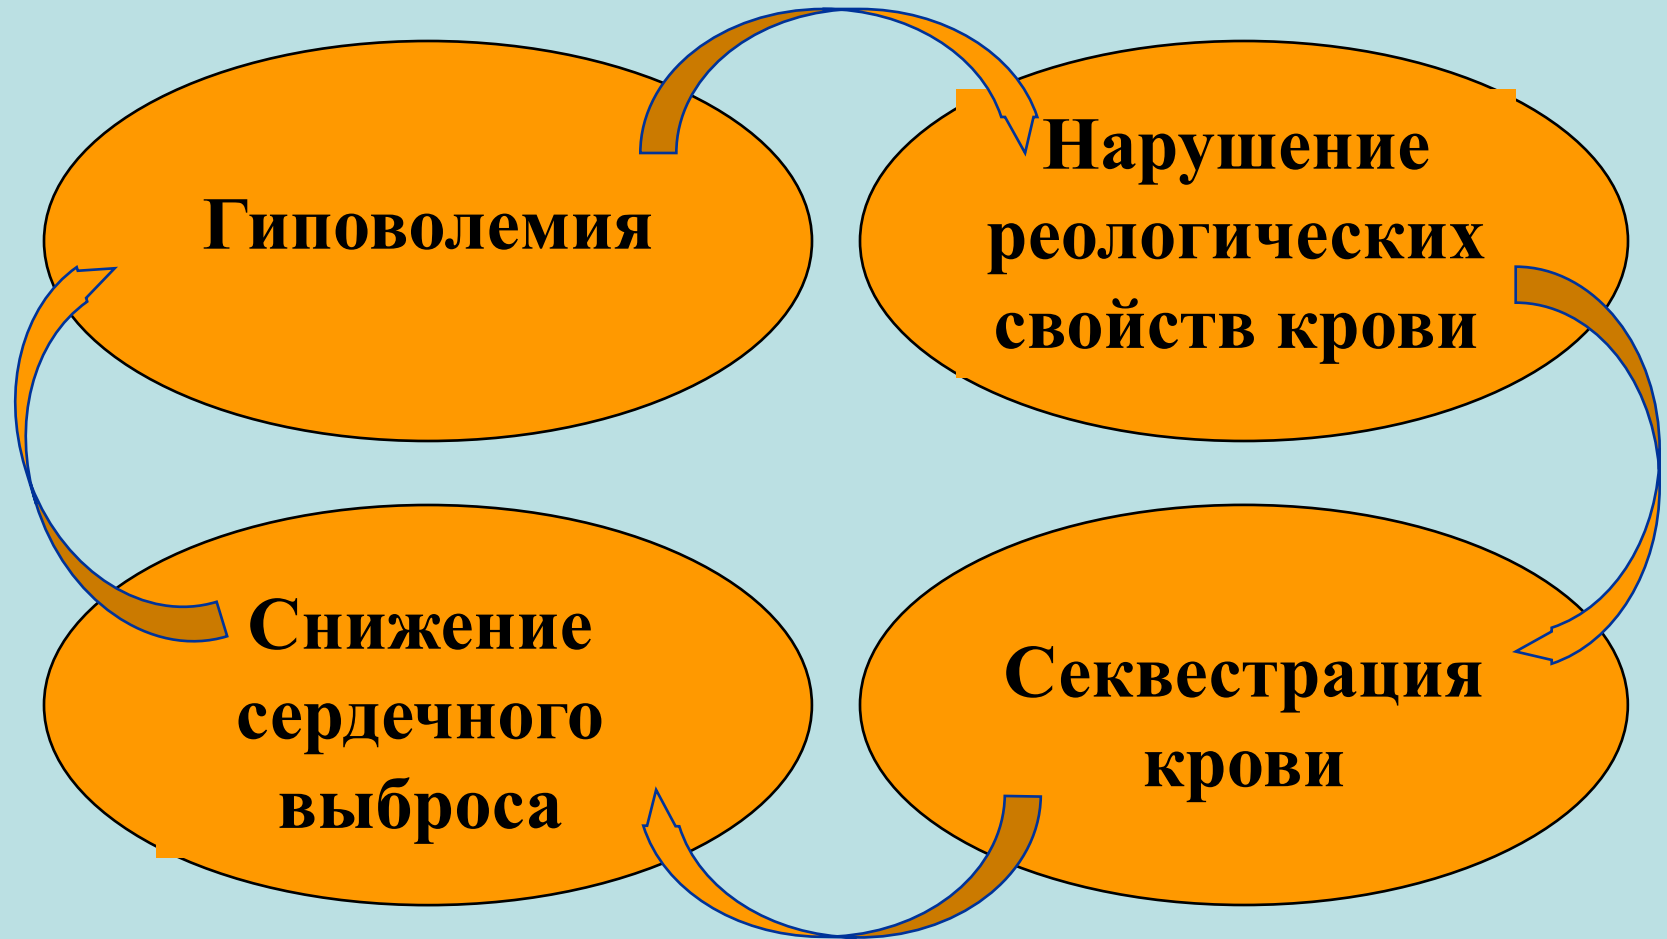 Гиповолемия
Нарушение
реологических
свойств крови
Снижение
сердечного
выброса
Секвестрация
крови